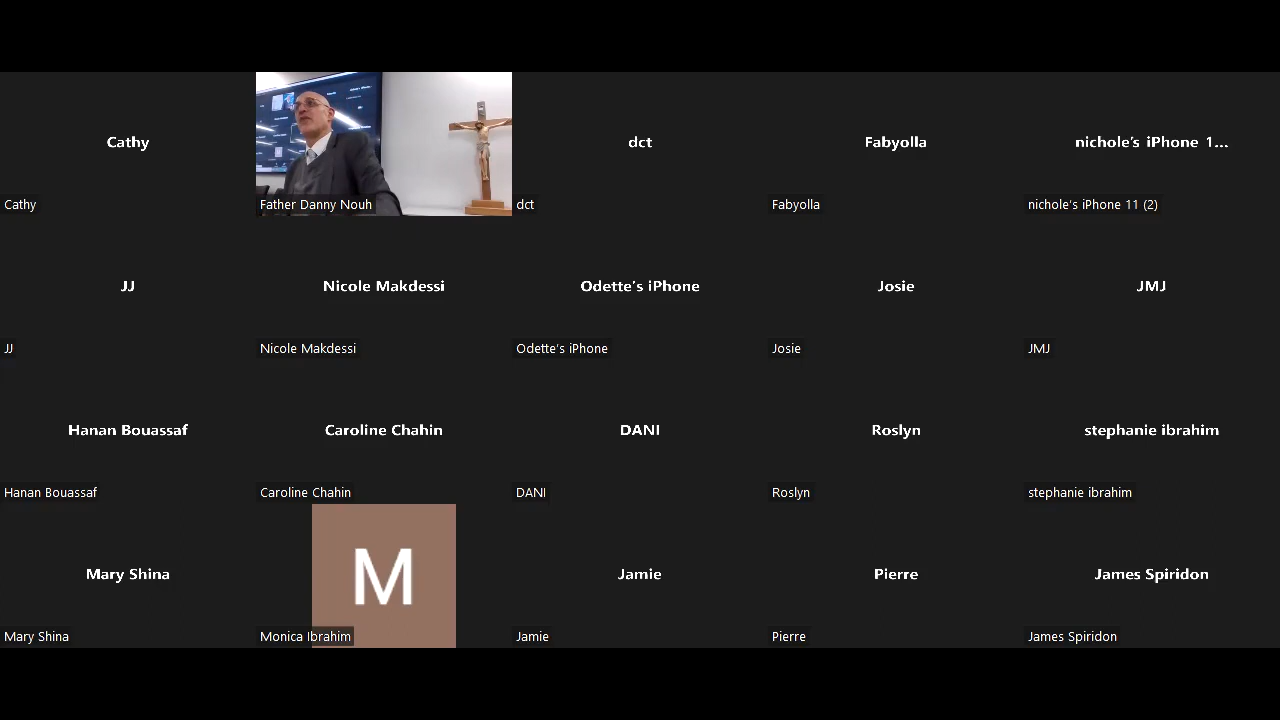 Cathy
dct
Fabyolla
nichole's iPhone 1...
Cathy
Father Danny Nouh
dct
Fabyolla
nichole's iPhone 11 (2)
JJ
Nicole Makdessi
Odette's iPhone
Josie
JMJ
JJ
Nicole Makdessi
Odette's iPhone
Josie
JMJ
Hanan Bouassaf
Caroline Chahin
DANI
Roslyn
stephanie ibrahim
Hanan Bouassaf
Caroline Chahin
DANI
Roslyn
stephanie ibrahim
Mary Shina
M
Jamie
Pierre
James Spiridon
Mary Shina
Monica Ibrahim
Jamie
Pierre
James Spiridon